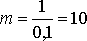 m = 1/0,1 = 10